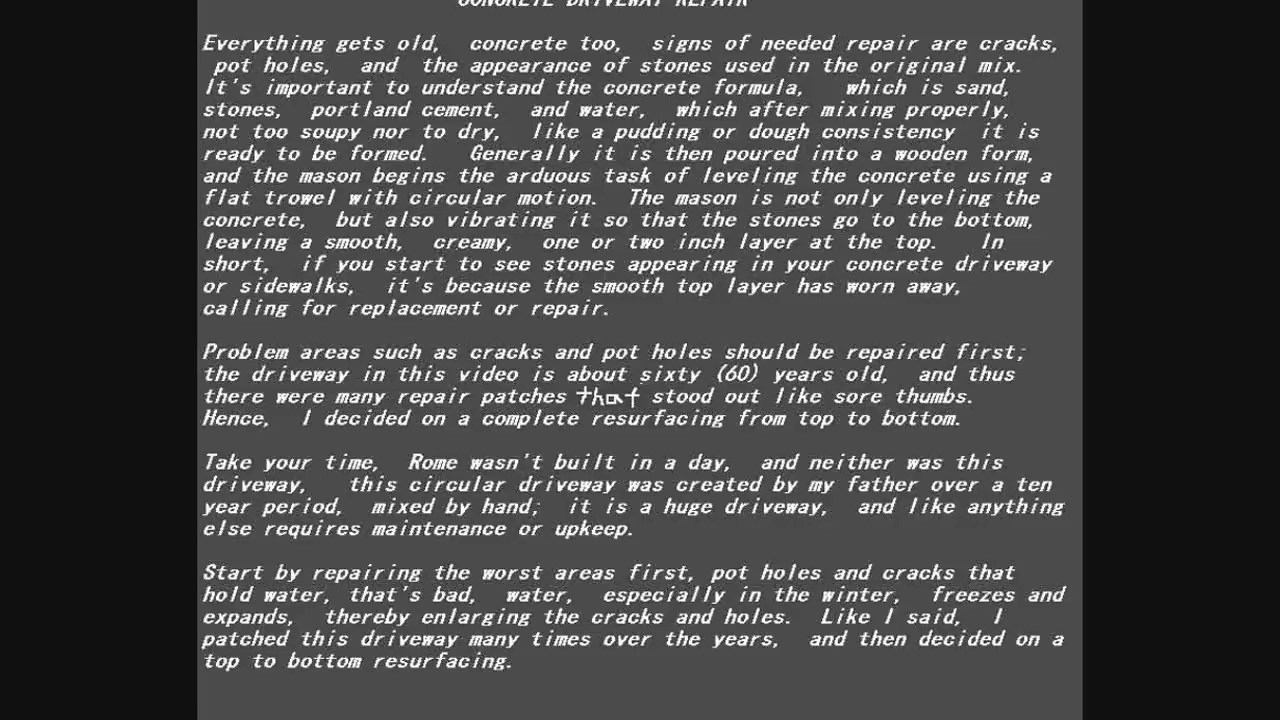 CONCRETE DRIVEWAY REPAIR
Everything gets old, concrete too, signs of needed repair are cracks,
pot holes, and the appearance of stones used in the original mix.
It's important to understand the concrete formula, which is sand,
stones, portland cement, and water, which after mixing properly,
not too soupy nor to dry, like a pudding or dough consistency it is
ready to be formed. Generally it is then poured into a wooden form,
and the mason begins the arduous task of leveling the concrete using a
flat trowel with circular motion. The mason is not only leveling the
concrete, but also vibrating it so that the stones go to the bottom,
leaving a smooth, creamy, one or two inch layer at the top. In
short, if you start to see stones appearing in your concrete driveway
or sidewalks, it's because the smooth top layer has worn away,
calling for replacement or repair.
Problem areas such as cracks and pot holes should be repaired first;
the driveway in this video is about sixty (60) years old, and thus
there were many repair patches that stood out like sore thumbs.
Hence, I decided on a complete resurfacing from top to bottom.
Take your time, Rome wasn't built in a day, and neither was this
driveway, this circular driveway was created by my father over a ten
year period, mixed by hand; it is a huge driveway, and like anything
else requires maintenance or upkeep.
Start by repairing the worst areas first, pot holes and cracks that
hold water, that's bad, water, especially in the winter, freezes and
expands, thereby enlarging the cracks and holes. Like I said, I
patched this driveway many times over the years, and then decided on a
top to bottom resurfacing.